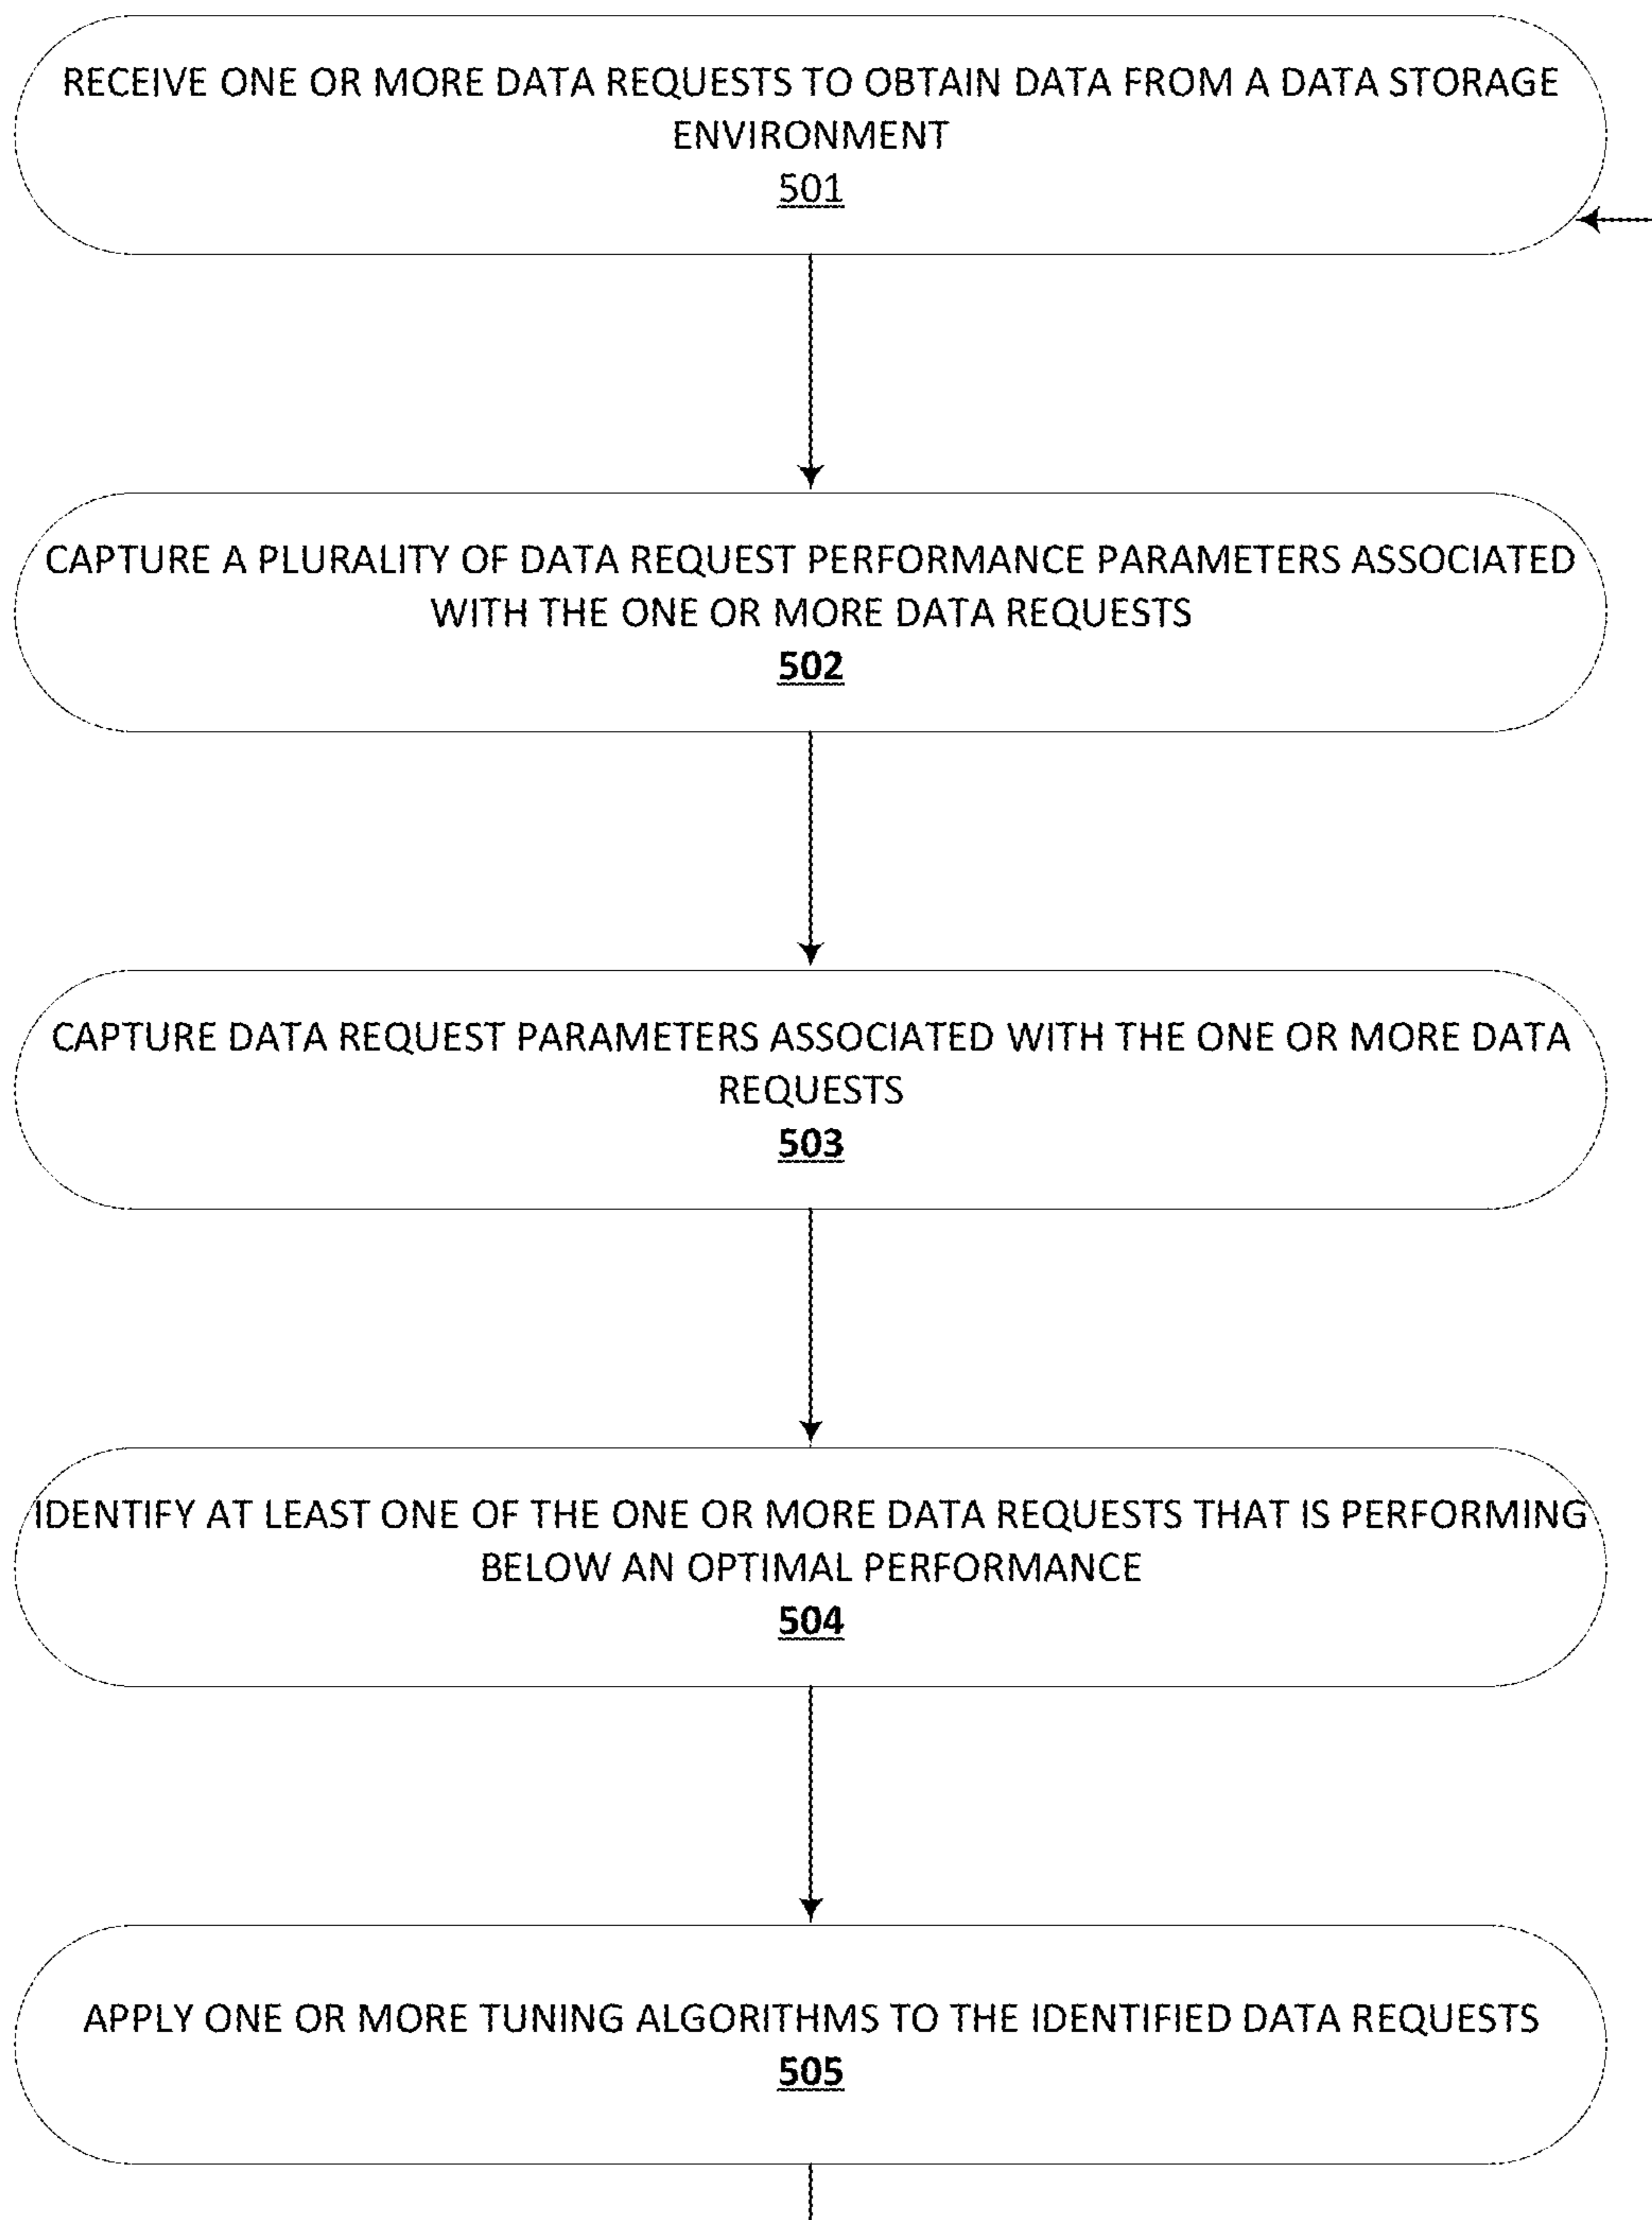 RECEIVE ONE OR MORE DATA REQUESTS TO OBTAIN DATA FROM A DATA STORAGE
ENVIRONMENT
501
CAPTURE A PLURALITY OF DATA REQUEST PERFORMANCE PARAMETERS ASSOCIATED
WITH THE ONE OR MORE DATA REQUESTS
502
CAPTURE DATA REQUEST PARAMETERS ASSOCIATED WITH THE ONE OR MORE DATA
REQUESTS
503
IDENTIFY AT LEAST ONE OF THE ONE OR MORE DATA REQUESTS THAT IS PERFORMING
BELOW AN OPTIMAL PERFORMANCE
504
APPLY ONE OR MORE TUNING ALGORITHMS TO THE IDENTIFIED DATA REQUESTS
505